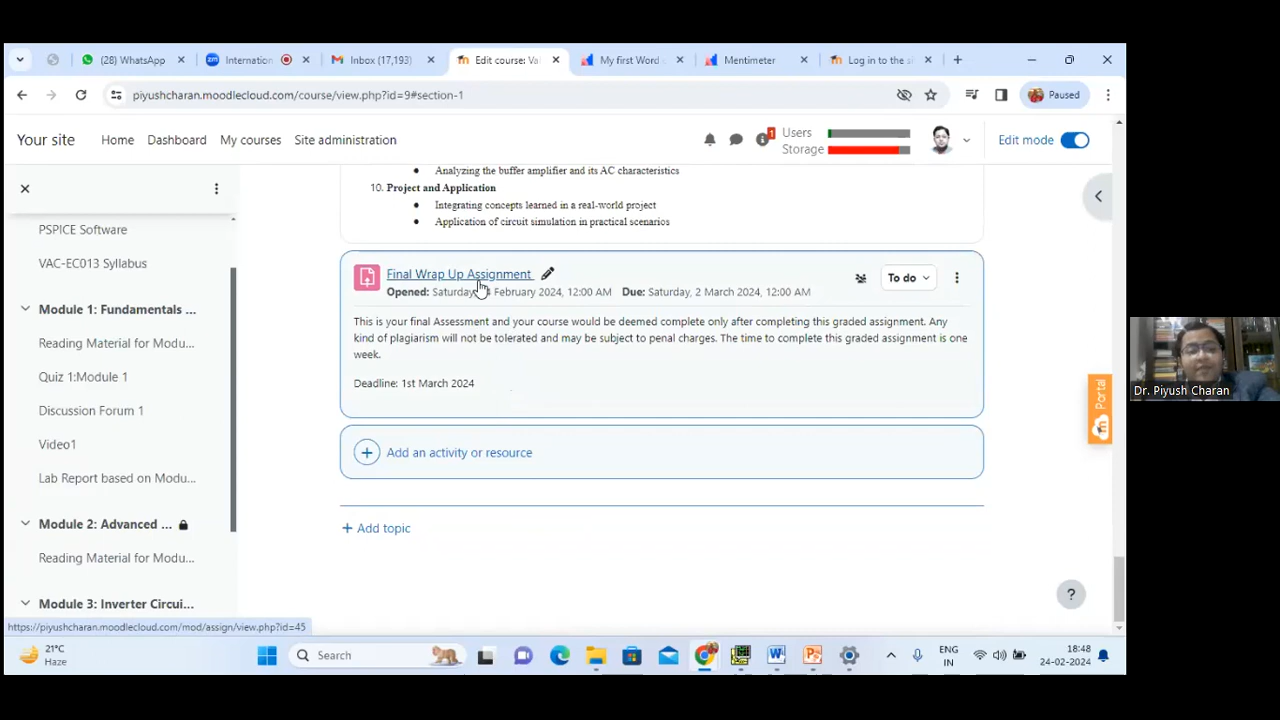 (28) WhatsApp
Internation
Inbox (17,193)
Edit course: Va
My first Word
Mentimeter
Log in to the si
piyushcharan.moodlecloud.com/course/view.php?id=9#section-1
Paused
Your site
Home
Dashboard
My courses
Site administration
1
Users
Storage
Edit mode
PSPICE Software
VAC-EC013 Syllabus
Module 1: Fundamentals ...
Reading Material for Modu...
Quiz 1:Module 1
Discussion Forum 1
Video1
Lab Report based on Modu...
Module 2: Advanced ...
Reading Material for Modu...
Module 3: Inverter Circui...
Analyzing the buffer amplifier and its AC characteristics
10. Project and Application
Integrating concepts learned in a real-world project
Application of circuit simulation in practical scenarios
Final Wrap Up Assignment
To do
Opened: Saturday, 4 February 2024, 12:00 AM Due: Saturday, 2 March 2024, 12:00 AM
This is your final Assessment and your course would be deemed complete only after completing this graded assignment. Any
kind of plagiarism will not be tolerated and may be subject to penal charges. The time to complete this graded assignment is one
week.
Deadline: 1st March 2024
Add an activity or resource
+ Add topic
Portal
?
Dr. Piyush Charan
https://piyushcharan.moodlecloud.com/mod/assign/view.php?id=45
21°C
Haze
Search
ENG
IN
18:48
24-02-2024